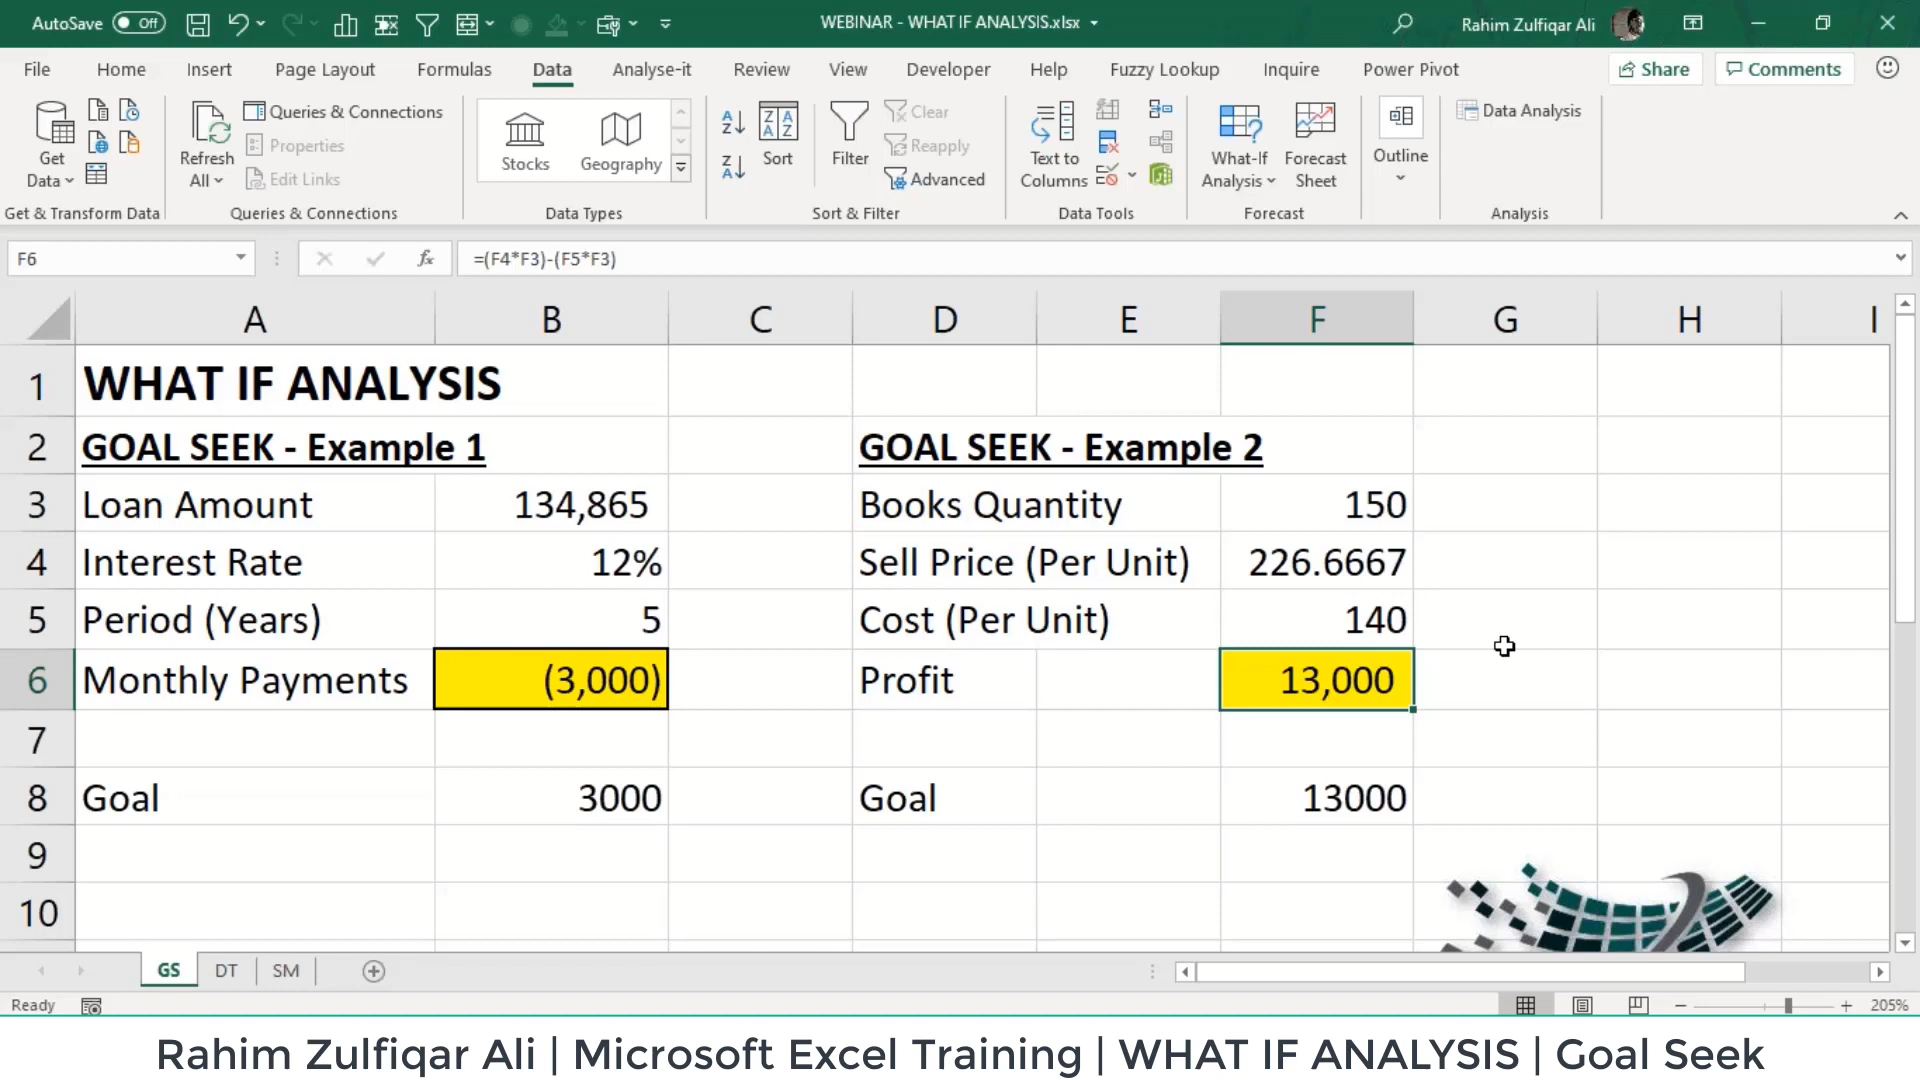 AutoSave Off WEBINAR - WHAT IF ANALYSIS.xlsx Rahim Zulfiqar Ali
File Home Insert Page Layout Formulas Data Analyse-it Review View Developer Help Fuzzy Lookup Inquire Power Pivot Share Comments
Get Data
Refresh All
Queries & Connections
Properties
Edit Links
Stocks
Geography
Sort
Filter
Clear
Reapply
Advanced
Text to Columns
What-If Analysis
Forecast Sheet
Outline
Data Analysis
Get & Transform Data Queries & Connections Data Types Sort & Filter Data Tools Forecast Analysis
F6 fx =(F4*F3)-(F5*F3)
A B C D E F G H I
1 WHAT IF ANALYSIS
2 GOAL SEEK - Example 1 GOAL SEEK - Example 2
3 Loan Amount 134,865 Books Quantity 150
4 Interest Rate 12% Sell Price (Per Unit) 226.6667
5 Period (Years) 5 Cost (Per Unit) 140
6 Monthly Payments (3,000) Profit 13,000
7
8 Goal 3000 Goal 13000
9
10
GS DT SM
Ready 205%
Rahim Zulfiqar Ali | Microsoft Excel Training | WHAT IF ANALYSIS | Goal Seek